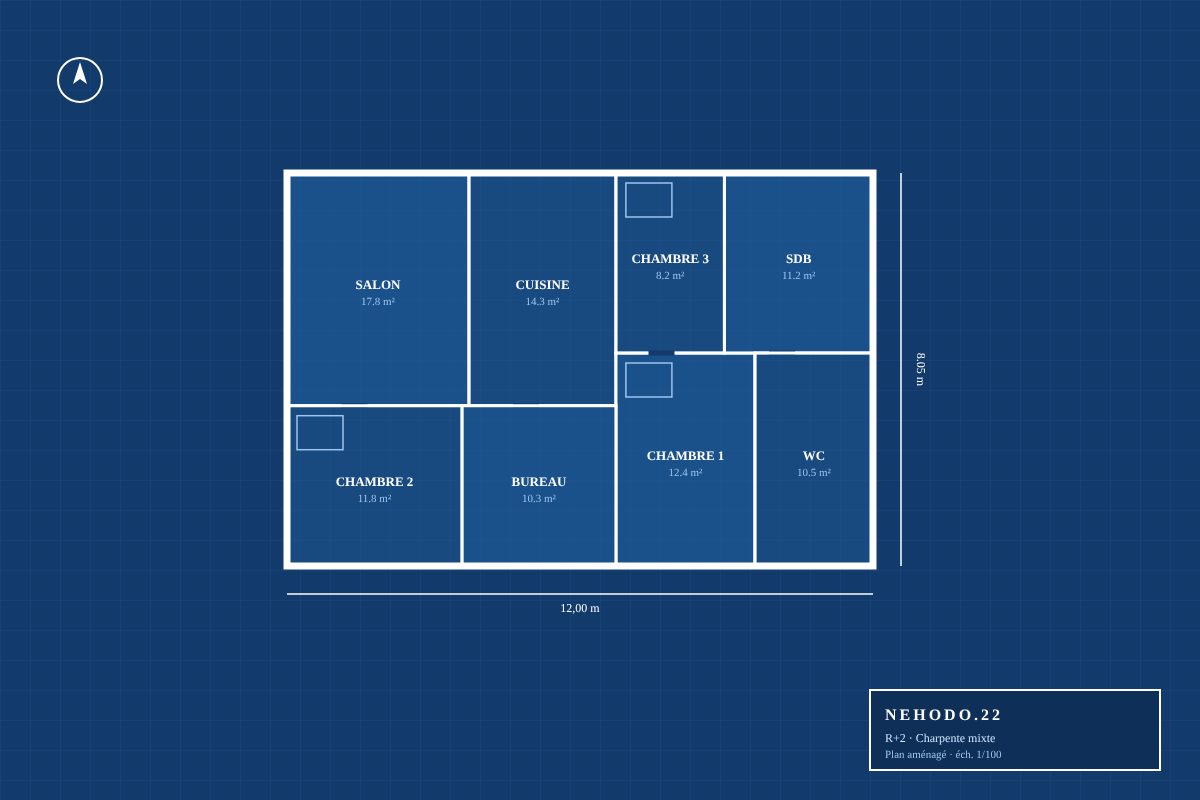 SALON
17.8 m²
CUISINE
14.3 m²
CHAMBRE 3
8.2 m²
SDB
11.2 m²
CHAMBRE 2
11.8 m²
BUREAU
10.3 m²
CHAMBRE 1
12.4 m²
WC
10.5 m²
8.05 m
12,00 m
NEHODO.22
R+2 · Charpente mixte
Plan aménagé · éch. 1/100